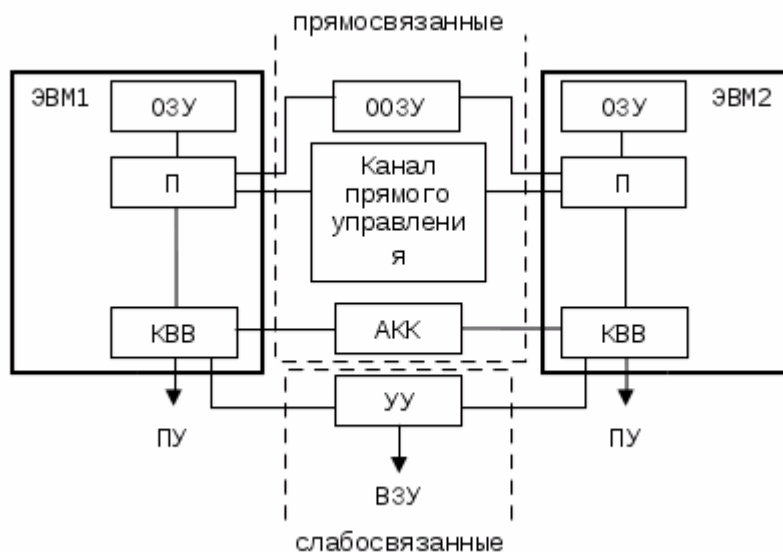 прямосвязанные
ЭВМ1
ОЗУ
ООЗУ
ОЗУ
ЭВМ2
П
Канал
прямого
управлени
я
П
КВВ
АКК
КВВ
УУ
ПУ
ПУ
ВЗУ
слабосвязанные